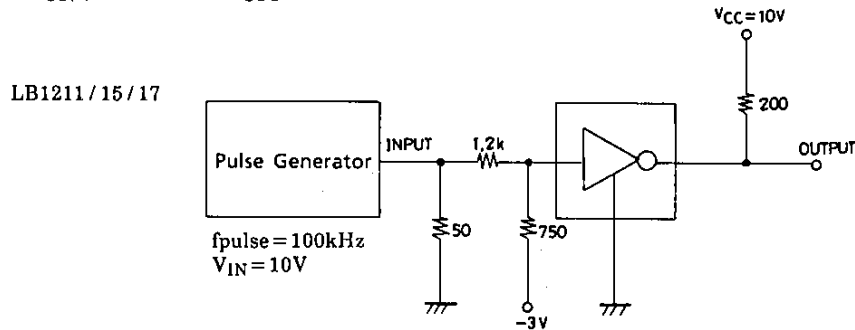 VCC=10V
LB1211/15/17
200
INPUT
1,2k
OUTPUT
Pulse Generator
50
750
fpulse=100kHz
VIN=10V
-3V